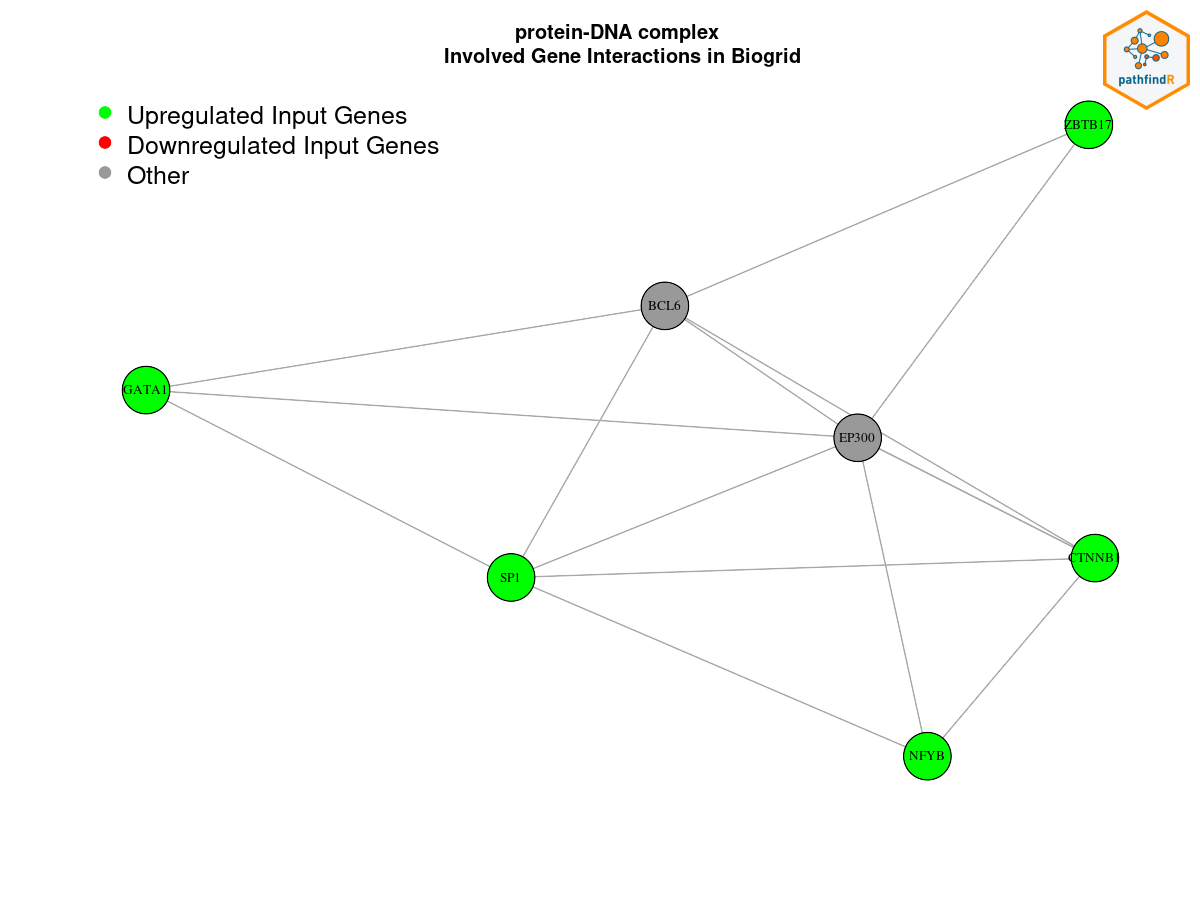 protein-DNA complex
Involved Gene Interactions in Biogrid
pathfindR
Upregulated Input Genes
Downregulated Input Genes
Other
ZBTB17
BCL6
GATA1
EP300
CTNNB1
SP1
NFYB